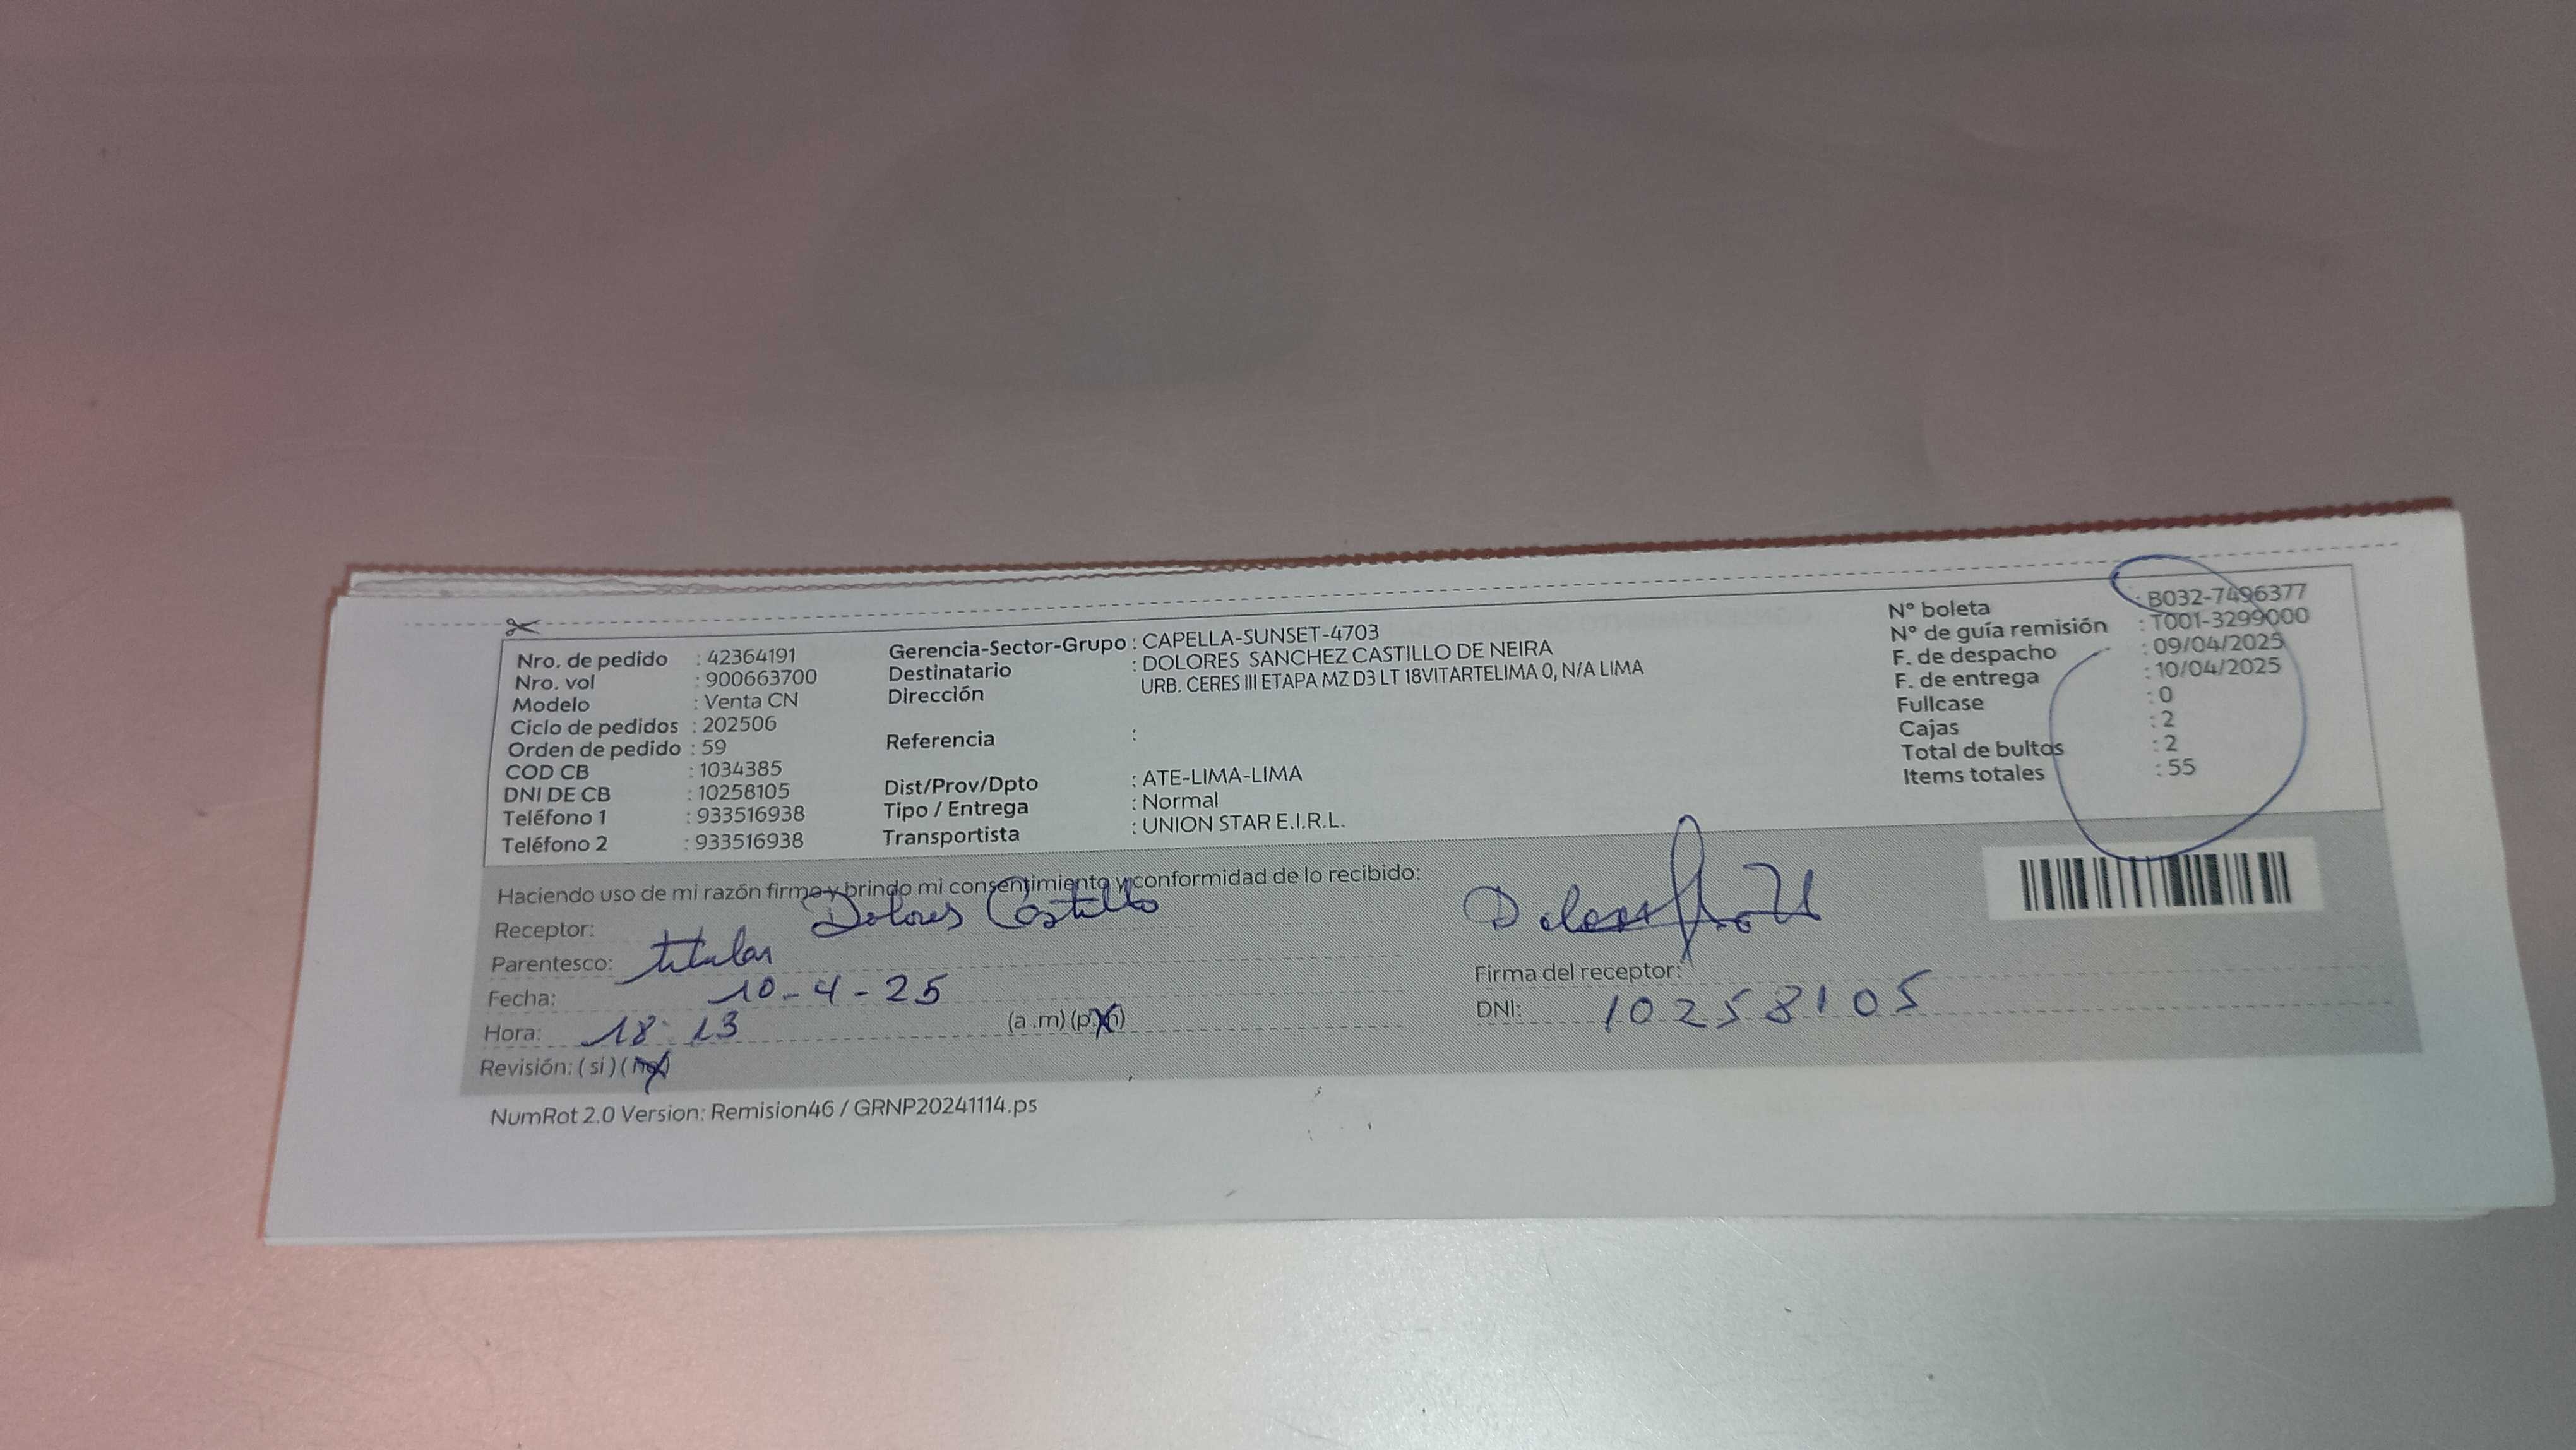 Nro. de pedido : 42364191
Nro. vol : 900663700
Modelo : Venta CN
Ciclo de pedidos : 202506
Orden de pedido : 59
COD CB : 1034385
DNI DE CB : 10258105
Teléfono 1 : 933516938
Teléfono 2 : 933516938
Gerencia-Sector-Grupo : CAPELLA-SUNSET-4703
Destinatario : DOLORES SANCHEZ CASTILLO DE NEIRA
Dirección URB. CERES III ETAPA MZ D3 LT 18VITARTELIMA 0, N/A LIMA
Referencia :
Dist/Prov/Dpto : ATE-LIMA-LIMA
Tipo / Entrega : Normal
Transportista : UNION STAR E.I.R.L.
N° boleta : B032-7496377
N° de guía remisión : T001-3299000
F. de despacho : 09/04/2025
F. de entrega : 10/04/2025
Fullcase : 0
Cajas : 2
Total de bultos : 2
Items totales : 55
Haciendo uso de mi razón firmo y brindo mi consentimiento y conformidad de lo recibido:
Receptor: Dolores Castillo
Parentesco: titular
Fecha: 10-4-25
Hora: 18:13 (a .m) (p.m)
Revisión: ( si ) ( no )
Firma del receptor:
DNI: 10258105
NumRot 2.0 Version: Remision46 / GRNP20241114.ps